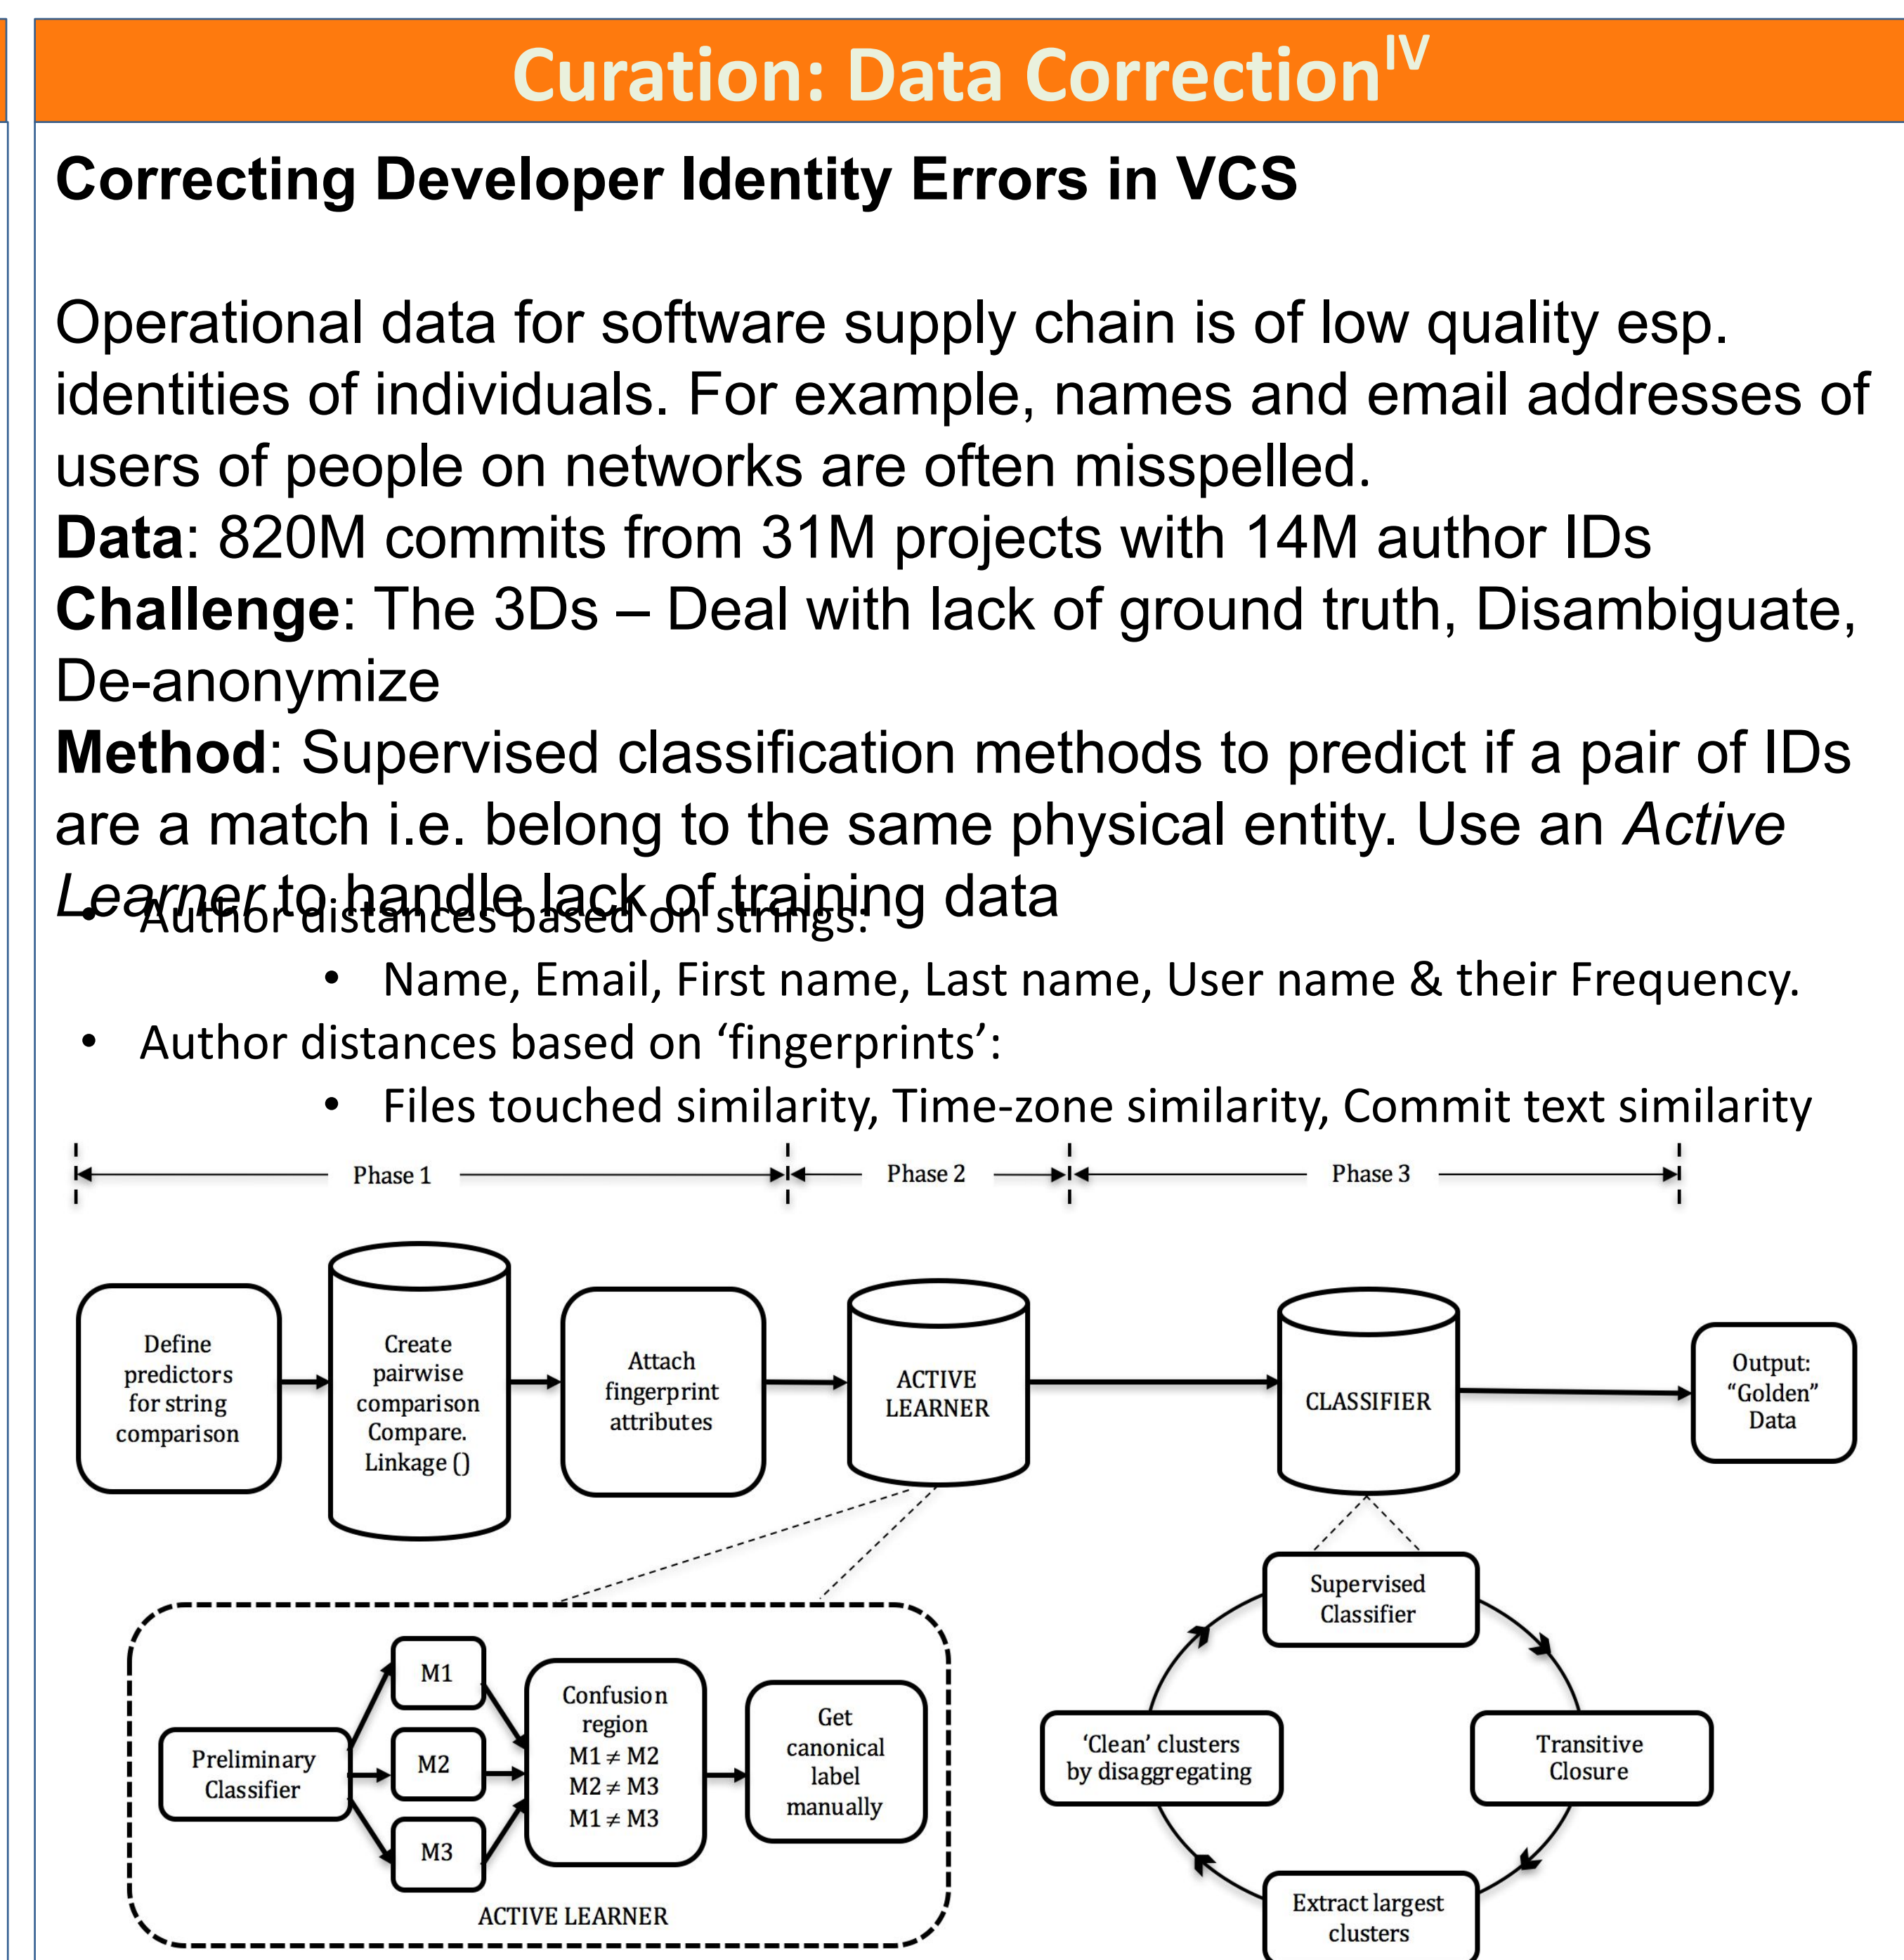 Curation: Data Correction^IV
Correcting Developer Identity Errors in VCS
Operational data for software supply chain is of low quality esp.
identities of individuals. For example, names and email addresses of
users of people on networks are often misspelled.
Data: 820M commits from 31M projects with 14M author IDs
Challenge: The 3Ds – Deal with lack of ground truth, Disambiguate,
De-anonymize
Method: Supervised classification methods to predict if a pair of IDs
are a match i.e. belong to the same physical entity. Use an Active
Learner to handle lack of training data
• Author distances based on strings:
• Name, Email, First name, Last name, User name & their Frequency.
• Author distances based on ‘fingerprints’:
• Files touched similarity, Time-zone similarity, Commit text similarity
Phase 1
Phase 2
Phase 3
Define
predictors
for string
comparison
Create
pairwise
comparison
Compare.
Linkage ()
Attach
fingerprint
attributes
ACTIVE
LEARNER
CLASSIFIER
Output:
“Golden”
Data
Preliminary
Classifier
M1
M2
M3
Confusion
region
M1 ≠ M2
M2 ≠ M3
M1 ≠ M3
Get
canonical
label
manually
ACTIVE LEARNER
Supervised
Classifier
Transitive
Closure
Extract largest
clusters
‘Clean’ clusters
by disaggregating